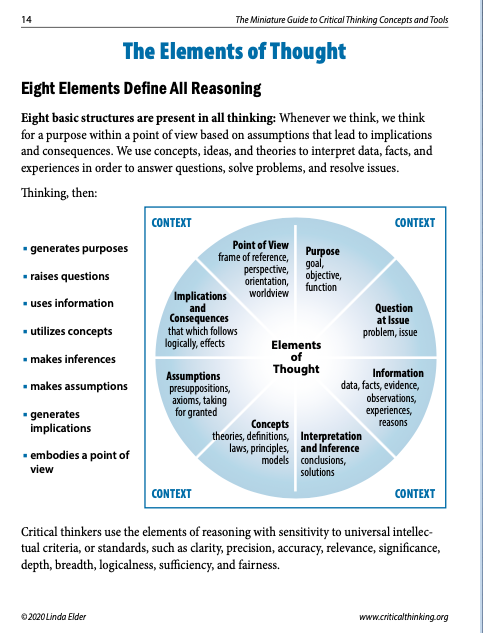 14
The Miniature Guide to Critical Thinking Concepts and Tools
The Elements of Thought
Eight Elements Define All Reasoning
Eight basic structures are present in all thinking: Whenever we think, we think
for a purpose within a point of view based on assumptions that lead to implications
and consequences. We use concepts, ideas, and theories to interpret data, facts, and
experiences in order to answer questions, solve problems, and resolve issues.
Thinking, then:
▪ generates purposes
▪ raises questions
▪ uses information
▪ utilizes concepts
▪ makes inferences
▪ makes assumptions
▪ generates
implications
▪ embodies a point of
view
CONTEXT
CONTEXT
Point of View
frame of reference,
perspective,
orientation,
worldview
Purpose
goal,
objective,
function
Question
at Issue
problem, issue
Information
data, facts, evidence,
observations,
experiences,
reasons
Interpretation
and Inference
conclusions,
solutions
Concepts
theories, definitions,
laws, principles,
models
Assumptions
presuppositions,
axioms, taking
for granted
Implications
and
Consequences
that which follows
logically, effects
Elements
of
Thought
CONTEXT
CONTEXT
Critical thinkers use the elements of reasoning with sensitivity to universal intellec-
tual criteria, or standards, such as clarity, precision, accuracy, relevance, significance,
depth, breadth, logicalness, sufficiency, and fairness.
©2020 Linda Elder
www.criticalthinking.org